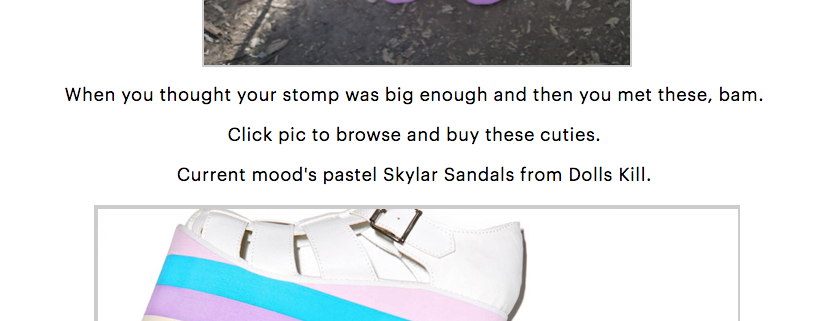 When you thought your stomp was big enough and then you met these, bam.
Click pic to browse and buy these cuties.
Current mood's pastel Skylar Sandals from Dolls Kill.